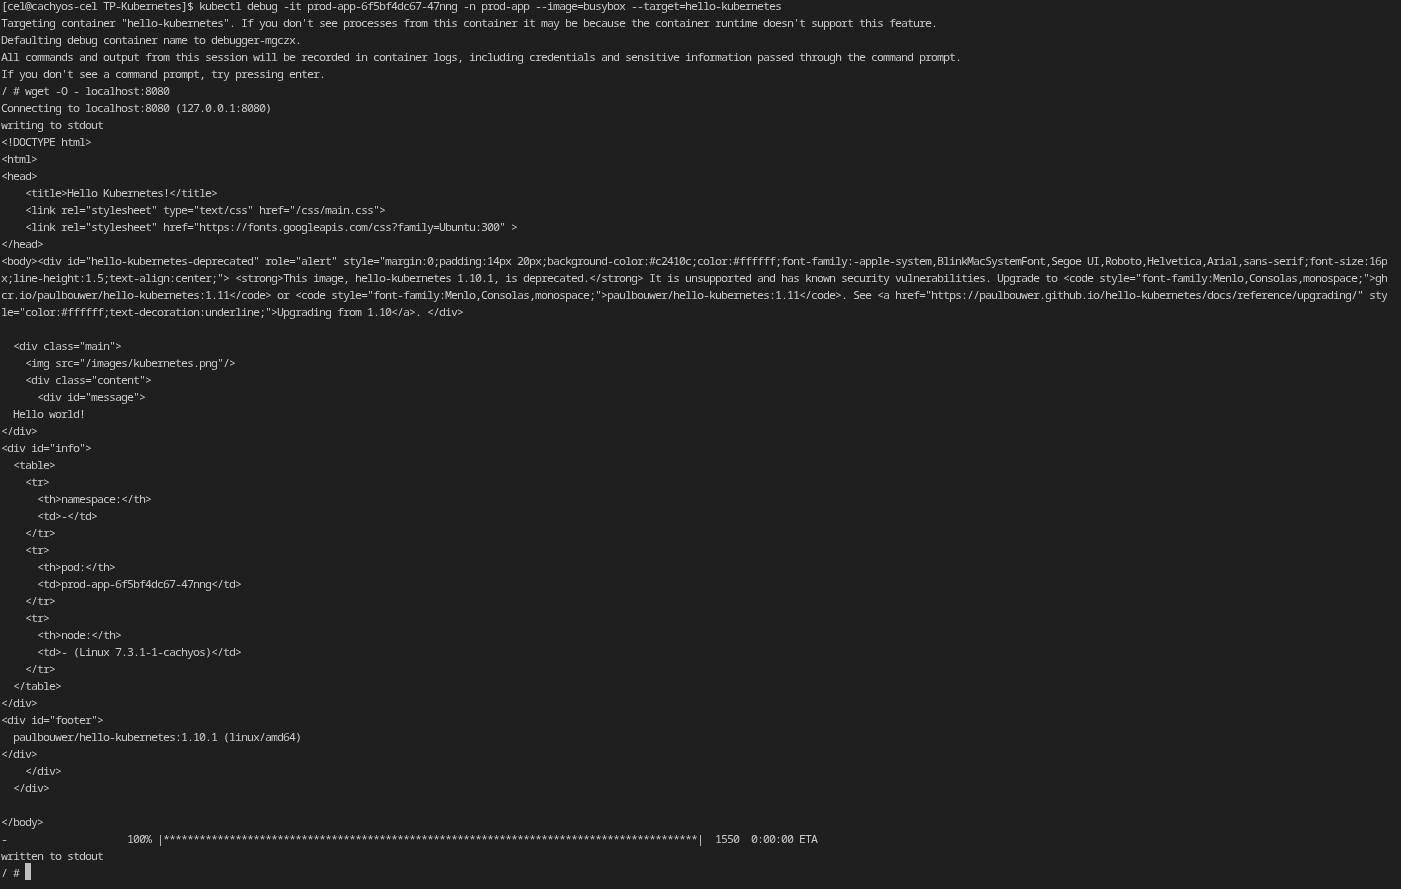 [cel@cachyos-cel TP-Kubernetes]$ kubectl debug -it prod-app-6f5bf4dc67-47nng -n prod-app --image=busybox --target=hello-kubernetes
Targeting container "hello-kubernetes". If you don't see processes from this container it may be because the container runtime doesn't support this feature.
Defaulting debug container name to debugger-mgczx.
All commands and output from this session will be recorded in container logs, including credentials and sensitive information passed through the command prompt.
If you don't see a command prompt, try pressing enter.
/ # wget -O - localhost:8080
Connecting to localhost:8080 (127.0.0.1:8080)
writing to stdout
<!DOCTYPE html>
<html>
<head>
    <title>Hello Kubernetes!</title>
    <link rel="stylesheet" type="text/css" href="/css/main.css">
    <link rel="stylesheet" href="https://fonts.googleapis.com/css?family=Ubuntu:300" >
</head>
<body><div id="hello-kubernetes-deprecated" role="alert" style="margin:0;padding:14px 20px;background-color:#c2410c;color:#ffffff;font-family:-apple-system,BlinkMacSystemFont,Segoe UI,Roboto,Helvetica,Arial,sans-serif;font-size:16p
x;line-height:1.5;text-align:center;"> <strong>This image, hello-kubernetes 1.10.1, is deprecated.</strong> It is unsupported and has known security vulnerabilities. Upgrade to <code style="font-family:Menlo,Consolas,monospace;">gh
cr.io/paulbouwer/hello-kubernetes:1.11</code> or <code style="font-family:Menlo,Consolas,monospace;">paulbouwer/hello-kubernetes:1.11</code>. See <a href="https://paulbouwer.github.io/hello-kubernetes/docs/reference/upgrading/" sty
le="color:#ffffff;text-decoration:underline;">Upgrading from 1.10</a>. </div>

  <div class="main">
    <img src="/images/kubernetes.png"/>
    <div class="content">
      <div id="message">
  Hello world!
</div>
<div id="info">
  <table>
    <tr>
      <th>namespace:</th>
      <td>-</td>
    </tr>
    <tr>
      <th>pod:</th>
      <td>prod-app-6f5bf4dc67-47nng</td>
    </tr>
    <tr>
      <th>node:</th>
      <td>- (Linux 7.3.1-1-cachyos)</td>
    </tr>
  </table>
</div>
<div id="footer">
  paulbouwer/hello-kubernetes:1.10.1 (linux/amd64)
</div>
    </div>
  </div>

</body>
-                    100% |*****************************************************************************************|  1550  0:00:00 ETA
written to stdout
/ #